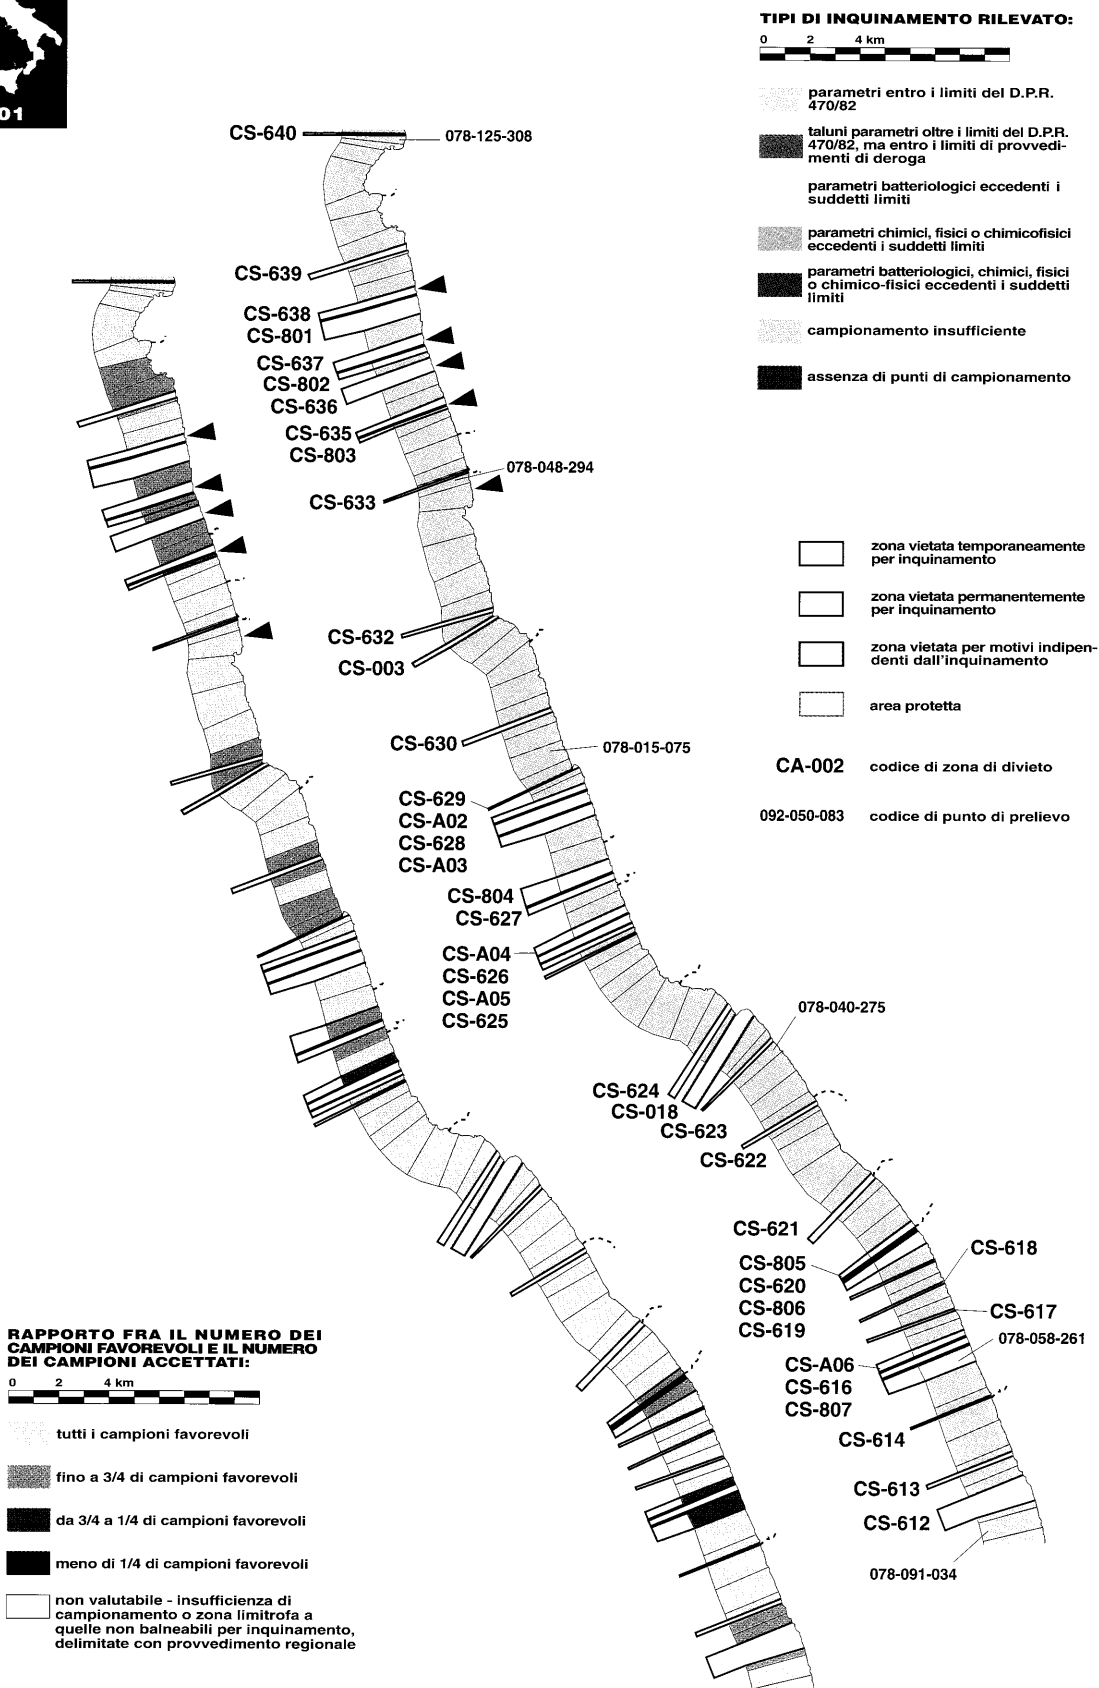 01
TIPI DI INQUINAMENTO RILEVATO:
0 2 4 km
parametri entro i limiti del D.P.R.
470/82
taluni parametri oltre i limiti del D.P.R.
470/82, ma entro i limiti di provvedi-
menti di deroga
parametri batteriologici eccedenti i
suddetti limiti
parametri chimici, fisici o chimicofisici
eccedenti i suddetti limiti
parametri batteriologici, chimici, fisici
o chimico-fisici eccedenti i suddetti
limiti
campionamento insufficiente
assenza di punti di campionamento
zona vietata temporaneamente
per inquinamento
zona vietata permanentemente
per inquinamento
zona vietata per motivi indipen-
denti dall'inquinamento
area protetta
CA-002 codice di zona di divieto
092-050-083 codice di punto di prelievo
CS-640
078-125-308
CS-639
CS-638
CS-801
CS-637
CS-802
CS-636
CS-635
CS-803
078-048-294
CS-633
CS-632
CS-003
CS-630
078-015-075
CS-629
CS-A02
CS-628
CS-A03
CS-804
CS-627
CS-A04
CS-626
CS-A05
CS-625
078-040-275
CS-624
CS-018
CS-623
CS-622
CS-621
CS-805
CS-620
CS-806
CS-619
CS-618
CS-617
078-058-261
CS-A06
CS-616
CS-807
CS-614
CS-613
CS-612
078-091-034
RAPPORTO FRA IL NUMERO DEI
CAMPIONI FAVOREVOLI E IL NUMERO
DEI CAMPIONI ACCETTATI:
0 2 4 km
tutti i campioni favorevoli
fino a 3/4 di campioni favorevoli
da 3/4 a 1/4 di campioni favorevoli
meno di 1/4 di campioni favorevoli
non valutabile - insufficienza di
campionamento o zona limitrofa a
quelle non balneabili per inquinamento,
delimitate con provvedimento regionale